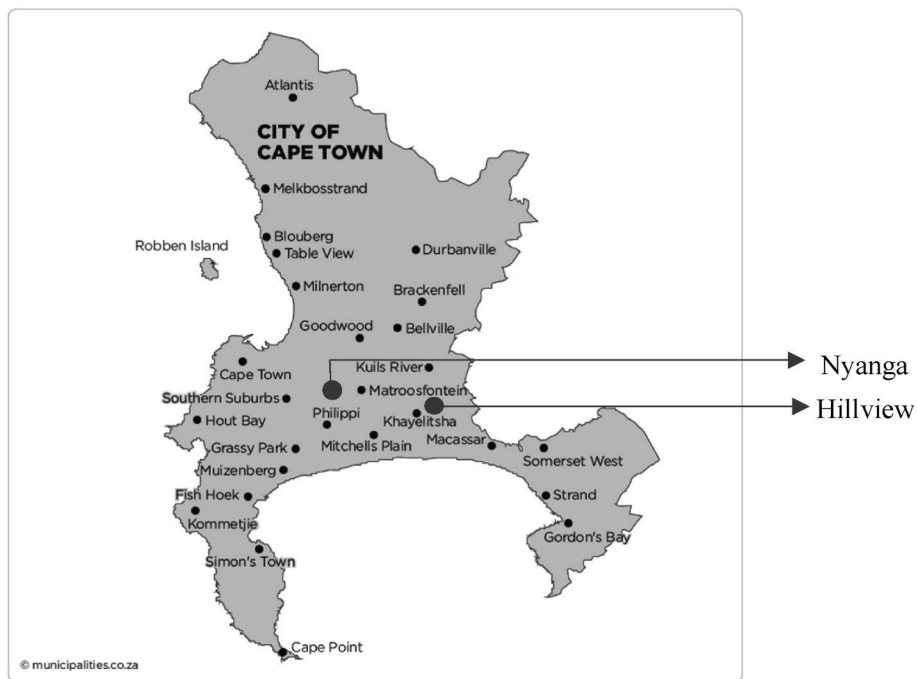 Atlantis
CITY OF
CAPE TOWN
Melkbosstrand
Blouberg
Robben Island
Table View
Durbanville
Milnerton
Brackenfell
Goodwood
Bellville
Cape Town
Kuils River
Nyanga
Southern Suburbs
Matroosfontein
Hillview
Hout Bay
Philippi
Khayelitsha
Grassy Park
Mitchells Plain
Macassar
Somerset West
Muizenberg
Fish Hoek
Strand
Kommetjie
Gordon's Bay
Simon's Town
Cape Point
© municipalities.co.za